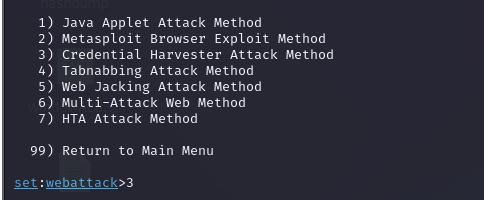 hashdump
1) Java Applet Attack Method
2) Metasploit Browser Exploit Method
3) Credential Harvester Attack Method
4) Tabnabbing Attack Method
5) Web Jacking Attack Method
6) Multi-Attack Web Method
7) HTA Attack Method
99) Return to Main Menu
set:webattack>3